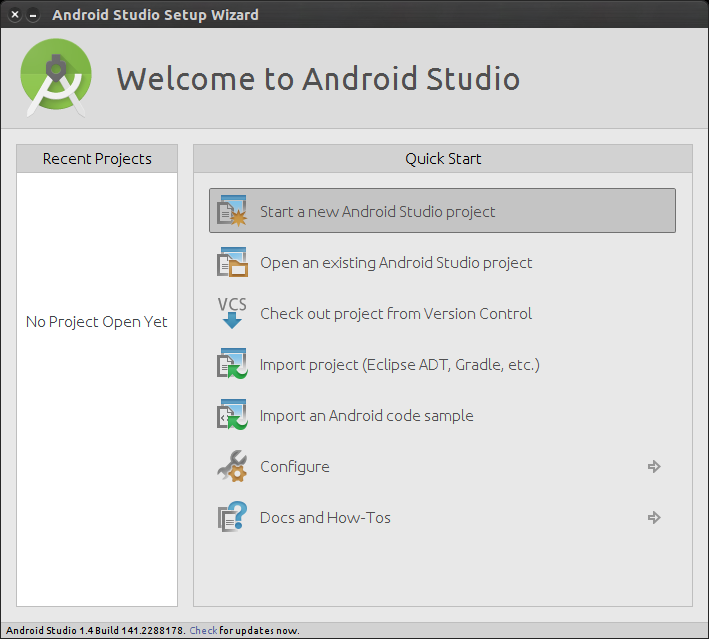 Android Studio Setup Wizard
Welcome to Android Studio
Recent Projects
No Project Open Yet
Quick Start
Start a new Android Studio project
Open an existing Android Studio project
VCS
Check out project from Version Control
Import project (Eclipse ADT, Gradle, etc.)
Import an Android code sample
Configure
Docs and How-Tos
Android Studio 1.4 Build 141.2288178. Check for updates now.